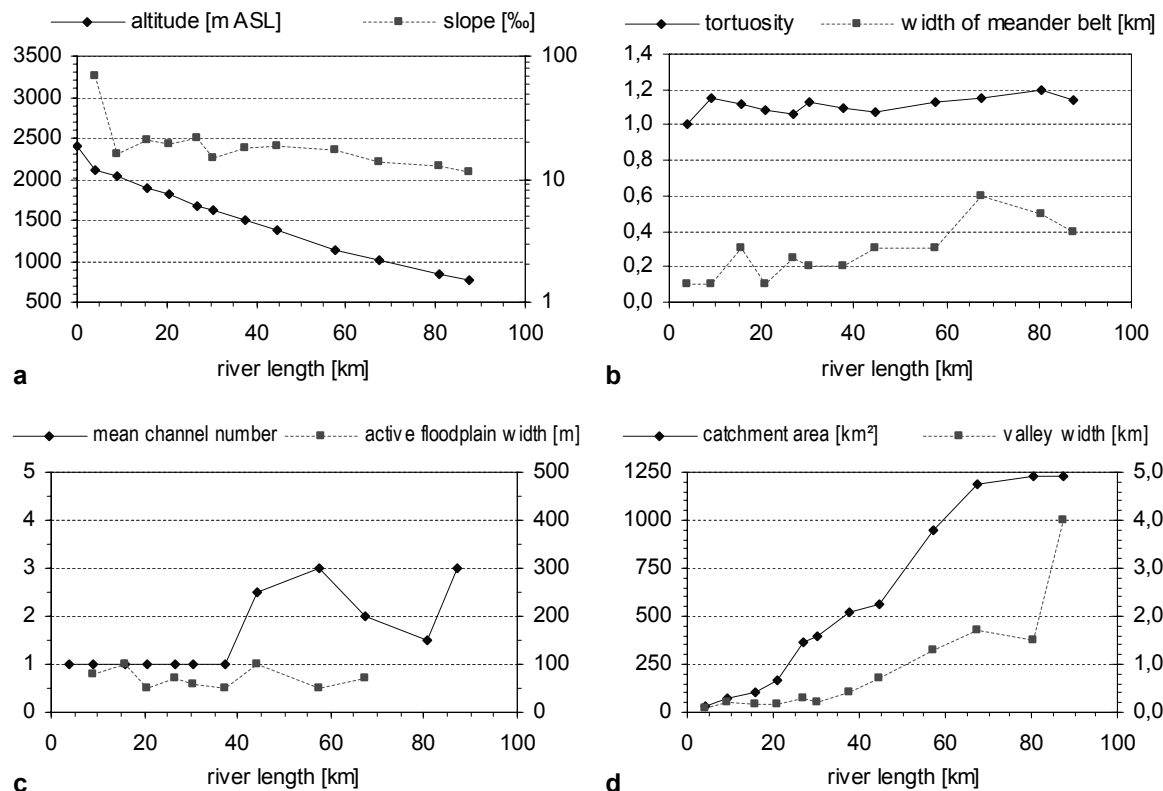 altitude [m ASL] slope [‰]
3500 100
3000
2500
2000 10
1500
1000
500 1
0 20 40 60 80 100
river length [km]
a
tortuosity width of meander belt [km]
1,4
1,2
1,0
0,8
0,6
0,4
0,2
0,0
0 20 40 60 80 100
river length [km]
b
mean channel number active floodplain width [m]
5 500
4 400
3 300
2 200
1 100
0 0
0 20 40 60 80 100
river length [km]
c
catchment area [km²] valley width [km]
1250 5,0
1000 4,0
750 3,0
500 2,0
250 1,0
0 0,0
0 20 40 60 80 100
river length [km]
d